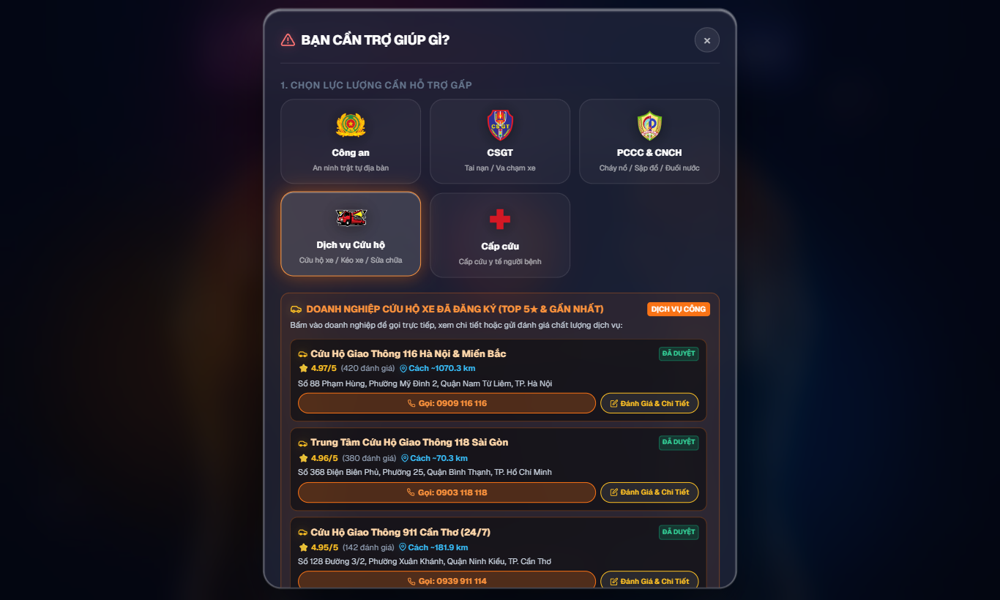 BẠN CẦN TRỢ GIÚP GÌ?
×
1. CHỌN LỰC LƯỢNG CẦN HỖ TRỢ GẤP
Công an
An ninh trật tự địa bàn
CSGT
CSGT
Tai nạn / Va chạm xe
PCCC & CNCH
Cháy nổ / Sập đổ / Đuối nước
Dịch vụ Cứu hộ
Cứu hộ xe / Kéo xe / Sửa chữa
Cấp cứu
Cấp cứu y tế người bệnh
DOANH NGHIỆP CỨU HỘ XE ĐÃ ĐĂNG KÝ (TOP 5★ & GẦN NHẤT)
DỊCH VỤ CÔNG
Bấm vào doanh nghiệp để gọi trực tiếp, xem chi tiết hoặc gửi đánh giá chất lượng dịch vụ:
Cứu Hộ Giao Thông 116 Hà Nội & Miền Bắc
ĐÃ DUYỆT
4.97/5 (420 đánh giá) Cách ~1070.3 km
Số 88 Phạm Hùng, Phường Mỹ Đình 2, Quận Nam Từ Liêm, TP. Hà Nội
Gọi: 0909 116 116
Đánh Giá & Chi Tiết
Trung Tâm Cứu Hộ Giao Thông 118 Sài Gòn
ĐÃ DUYỆT
4.96/5 (380 đánh giá) Cách ~70.3 km
Số 368 Điện Biên Phủ, Phường 25, Quận Bình Thạnh, TP. Hồ Chí Minh
Gọi: 0903 118 118
Đánh Giá & Chi Tiết
Cứu Hộ Giao Thông 911 Cần Thơ (24/7)
ĐÃ DUYỆT
4.95/5 (142 đánh giá) Cách ~181.9 km
Số 128 Đường 3/2, Phường Xuân Khánh, Quận Ninh Kiều, TP. Cần Thơ
Gọi: 0939 911 114
Đánh Giá & Chi Tiết